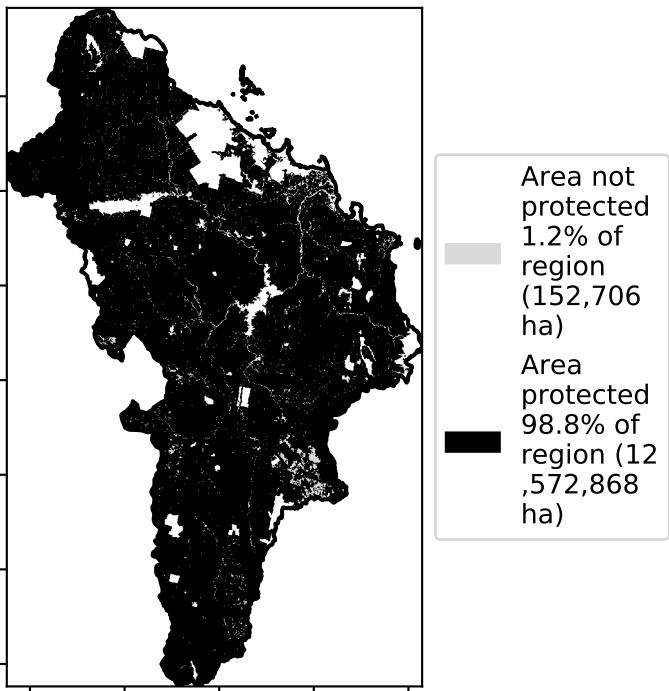 Area not
protected
1.2% of
region
(152,706
ha)
Area
protected
98.8% of
region (12
,572,868
ha)